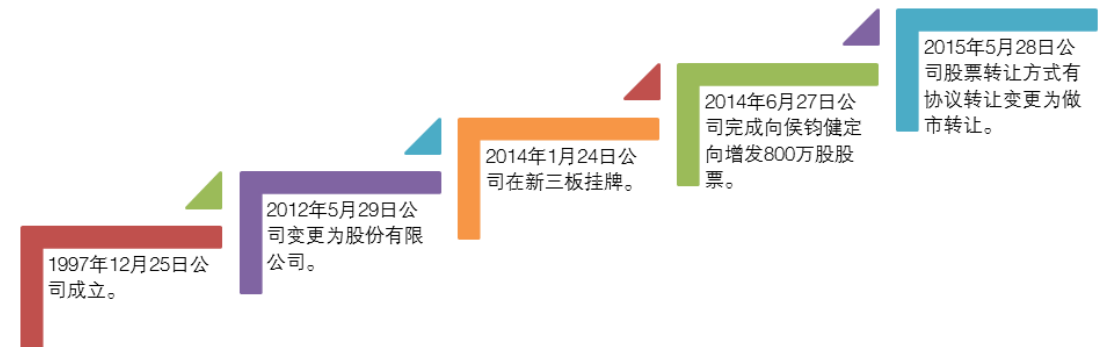 1997年12月25日公
司成立。
2012年5月29日公
司变更为股份有限
公司。
2014年1月24日公
司在新三板挂牌。
2014年6月27日公
司完成向侯钧健定
向增发800万股股
票。
2015年5月28日公
司股票转让方式有
协议转让变更为做
市转让。